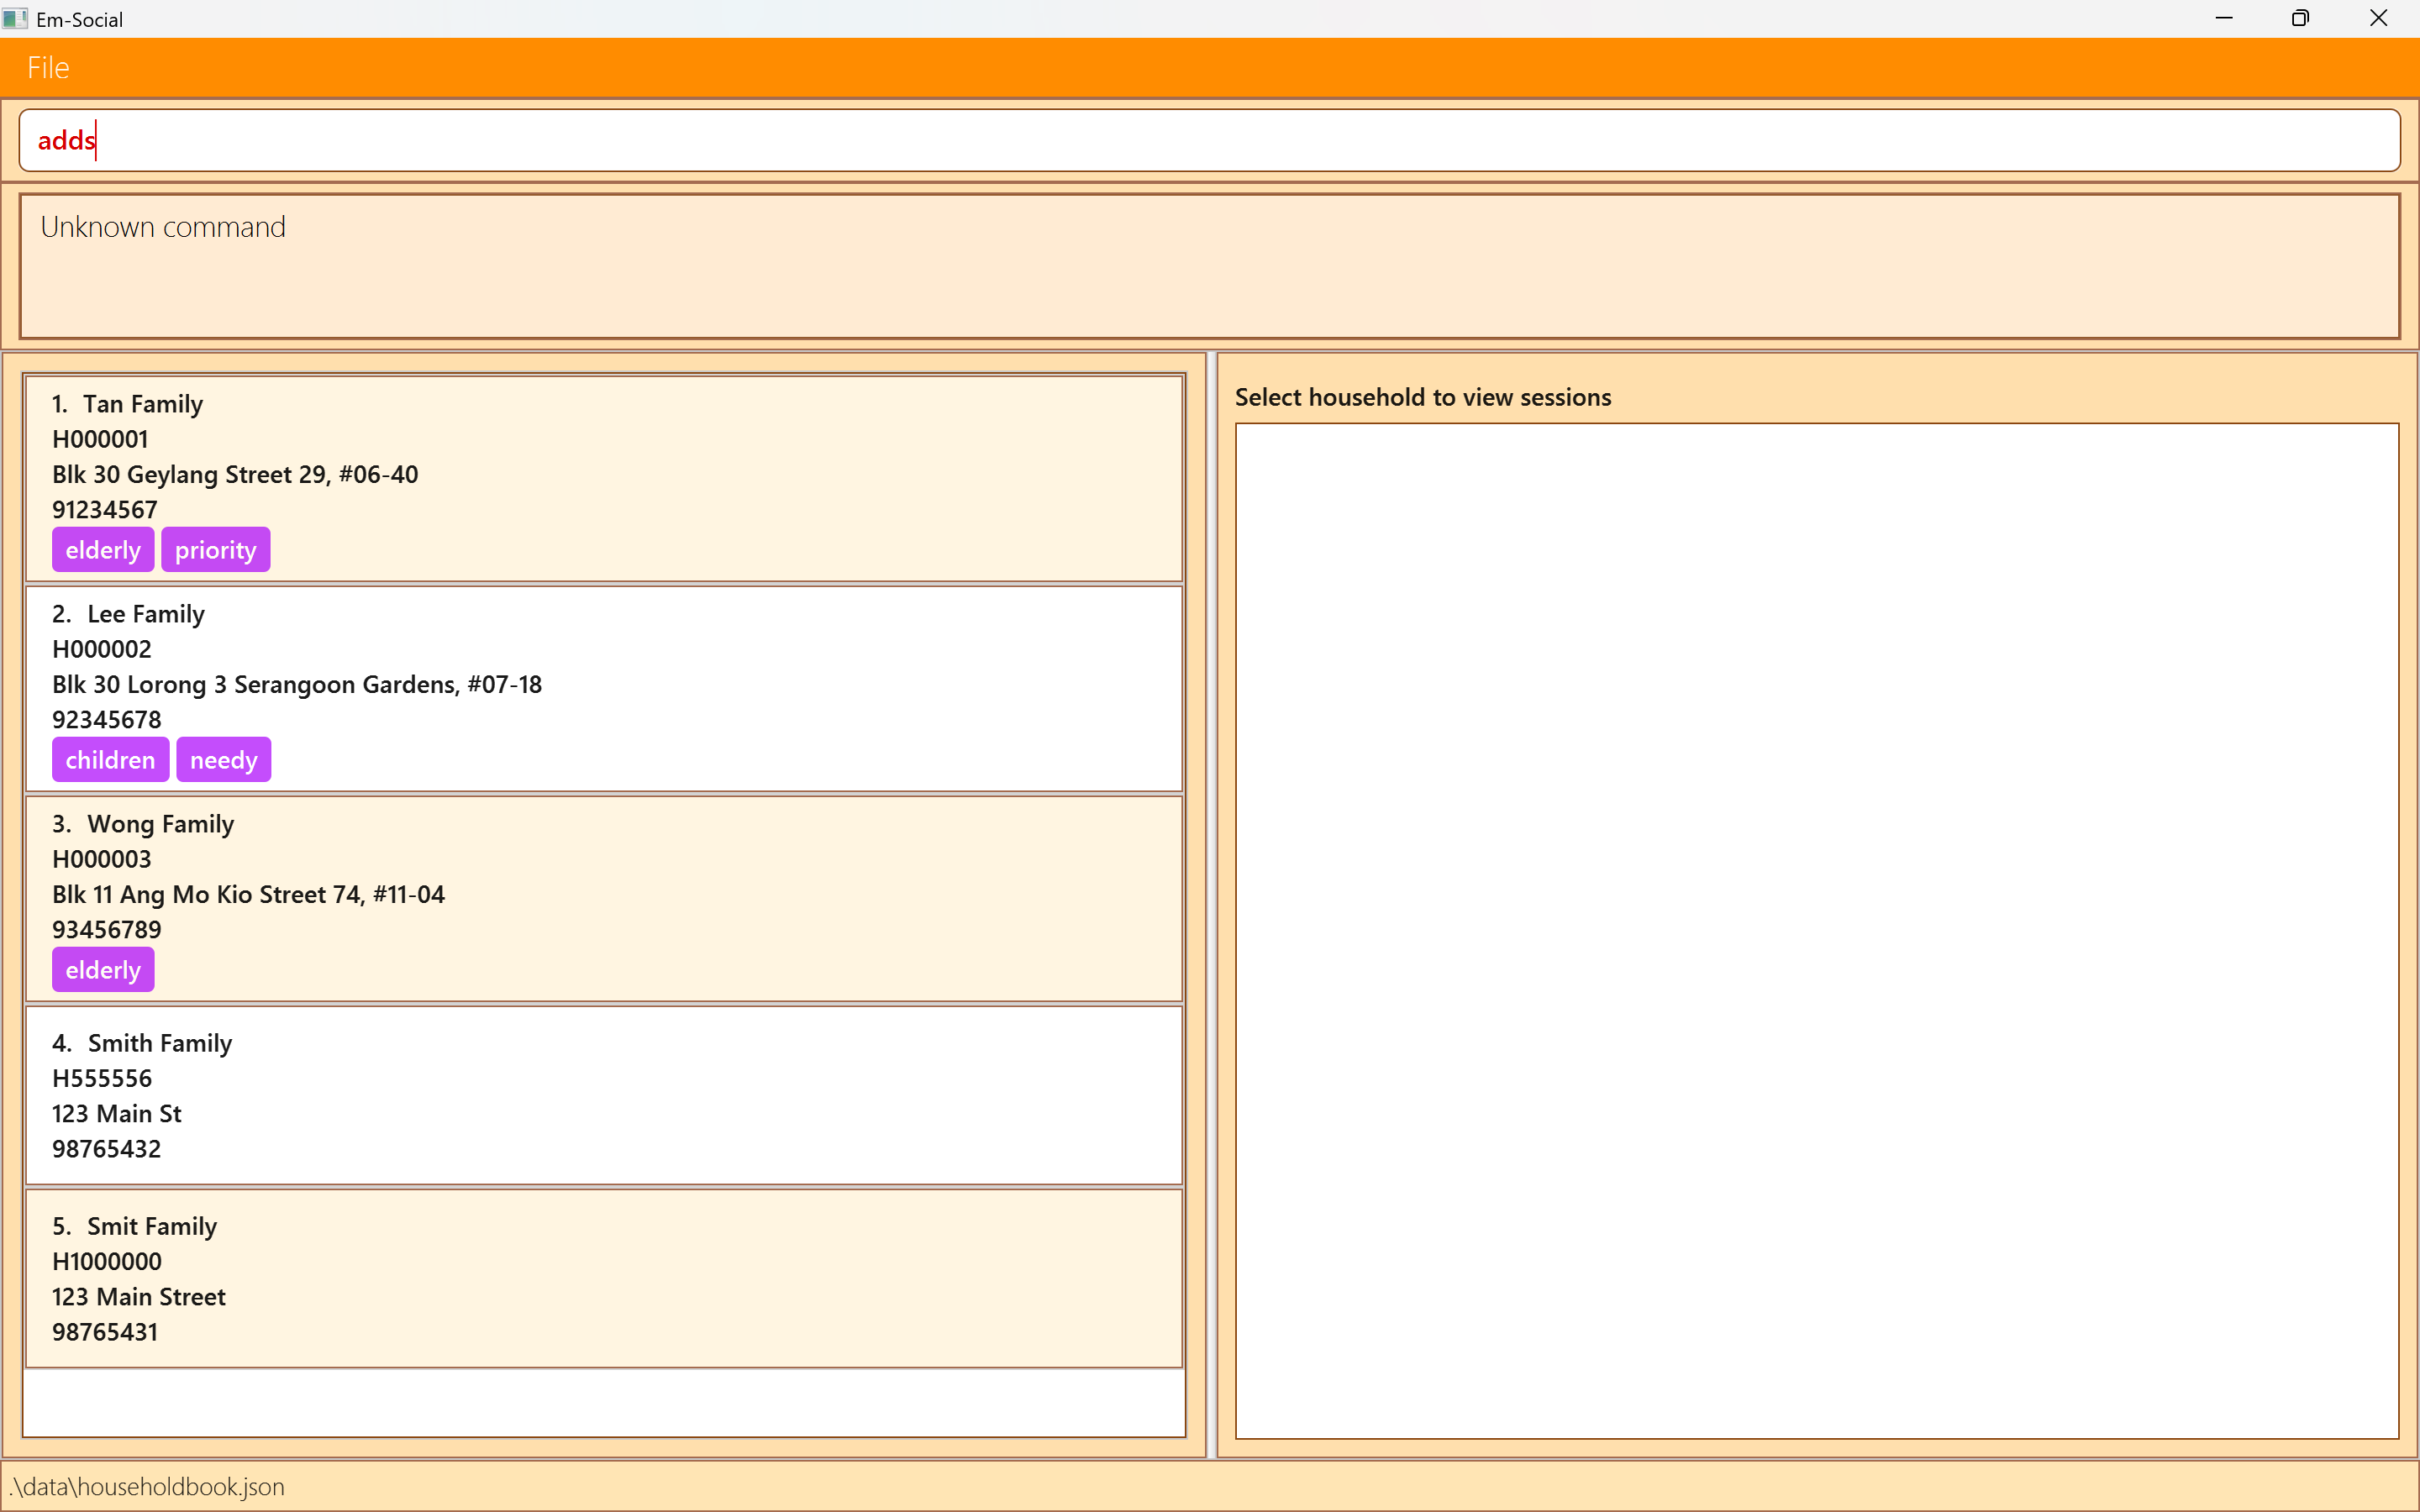 Em-Social
File
adds
Unknown command
1. Tan Family
H000001
Blk 30 Geylang Street 29, #06-40
91234567
elderly priority
2. Lee Family
H000002
Blk 30 Lorong 3 Serangoon Gardens, #07-18
92345678
children needy
3. Wong Family
H000003
Blk 11 Ang Mo Kio Street 74, #11-04
93456789
elderly
4. Smith Family
H555556
123 Main St
98765432
5. Smit Family
H1000000
123 Main Street
98765431
Select household to view sessions
.\data\householdbook.json